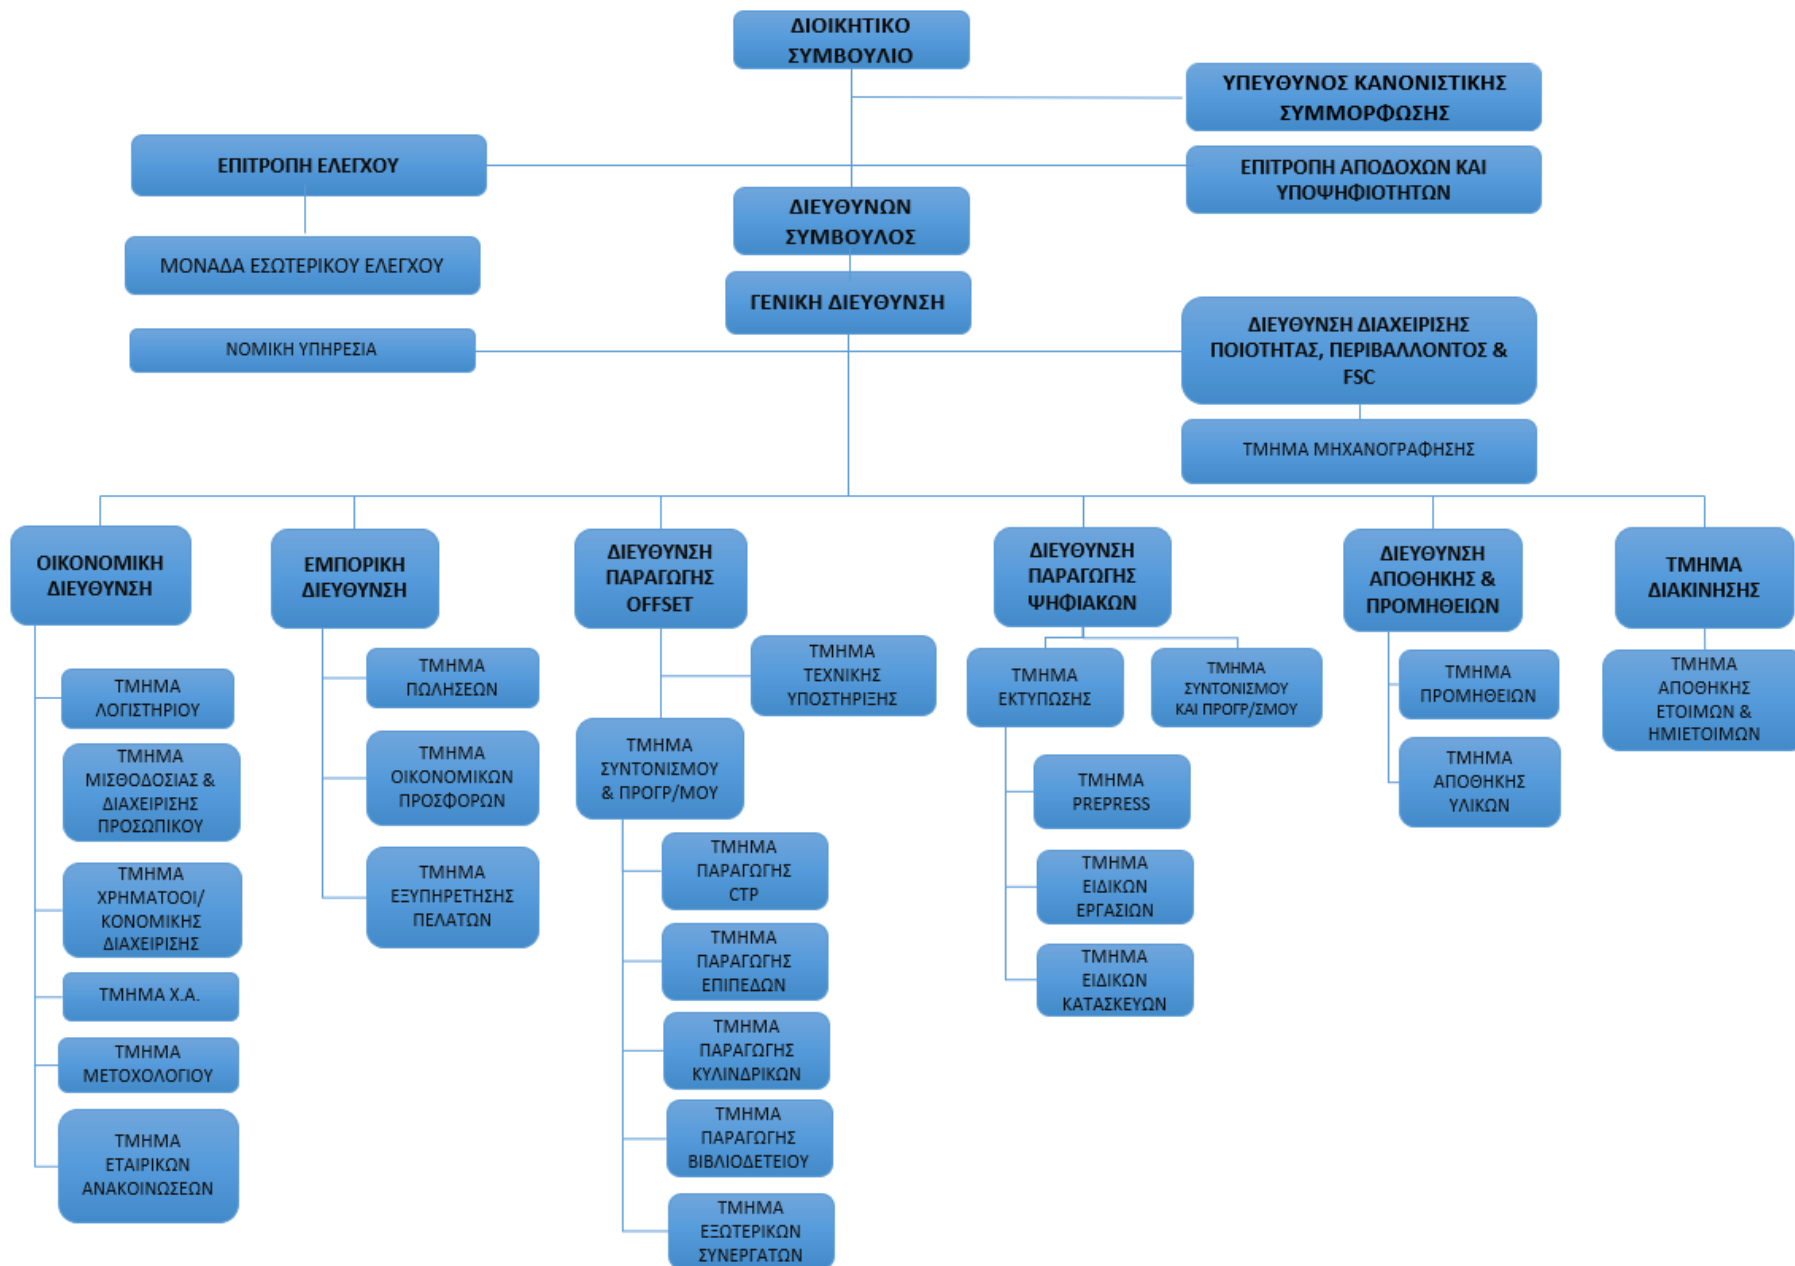 ΔΙΟΙΚΗΤΙΚΟ
ΣΥΜΒΟΥΛΙΟ
ΥΠΕΥΘΥΝΟΣ ΚΑΝΟΝΙΣΤΙΚΗΣ
ΣΥΜΜΟΡΦΩΣΗΣ
ΕΠΙΤΡΟΠΗ ΕΛΕΓΧΟΥ
ΕΠΙΤΡΟΠΗ ΑΠΟΔΟΧΩΝ ΚΑΙ
ΥΠΟΨΗΦΙΟΤΗΤΩΝ
ΔΙΕΥΘΥΝΩΝ
ΣΥΜΒΟΥΛΟΣ
ΜΟΝΑΔΑ ΕΣΩΤΕΡΙΚΟΥ ΕΛΕΓΧΟΥ
ΓΕΝΙΚΗ ΔΙΕΥΘΥΝΣΗ
ΝΟΜΙΚΗ ΥΠΗΡΕΣΙΑ
ΔΙΕΥΘΥΝΣΗ ΔΙΑΧΕΙΡΙΣΗΣ
ΠΟΙΟΤΗΤΑΣ, ΠΕΡΙΒΑΛΛΟΝΤΟΣ &
FSC
ΤΜΗΜΑ ΜΗΧΑΝΟΓΡΑΦΗΣΗΣ
ΟΙΚΟΝΟΜΙΚΗ
ΔΙΕΥΘΥΝΣΗ
ΤΜΗΜΑ
ΛΟΓΙΣΤΗΡΙΟΥ
ΤΜΗΜΑ
ΜΙΣΘΟΔΟΣΙΑΣ &
ΔΙΑΧΕΙΡΙΣΗΣ
ΠΡΟΣΩΠΙΚΟΥ
ΤΜΗΜΑ
ΧΡΗΜΑΤΟΟΙ/
ΚΟΝΟΜΙΚΗΣ
ΔΙΑΧΕΙΡΙΣΗΣ
ΤΜΗΜΑ Χ.Α.
ΤΜΗΜΑ
ΜΕΤΟΧΟΛΟΓΙΟΥ
ΤΜΗΜΑ
ΕΤΑΙΡΙΚΩΝ
ΑΝΑΚΟΙΝΩΣΕΩΝ
ΕΜΠΟΡΙΚΗ
ΔΙΕΥΘΥΝΣΗ
ΤΜΗΜΑ
ΠΩΛΗΣΕΩΝ
ΤΜΗΜΑ
ΟΙΚΟΝΟΜΙΚΩΝ
ΠΡΟΣΦΟΡΩΝ
ΤΜΗΜΑ
ΕΞΥΠΗΡΕΤΗΣΗΣ
ΠΕΛΑΤΩΝ
ΔΙΕΥΘΥΝΣΗ
ΠΑΡΑΓΩΓΗΣ
OFFSET
ΤΜΗΜΑ
ΤΕΧΝΙΚΗΣ
ΥΠΟΣΤΗΡΙΞΗΣ
ΤΜΗΜΑ
ΣΥΝΤΟΝΙΣΜΟΥ
& ΠΡΟΓΡ/ΜΟΥ
ΤΜΗΜΑ
ΠΑΡΑΓΩΓΗΣ
CTP
ΤΜΗΜΑ
ΠΑΡΑΓΩΓΗΣ
ΕΠΙΠΕΔΩΝ
ΤΜΗΜΑ
ΠΑΡΑΓΩΓΗΣ
ΚΥΛΙΝΔΡΙΚΩΝ
ΤΜΗΜΑ
ΠΑΡΑΓΩΓΗΣ
ΒΙΒΛΙΟΔΕΤΕΙΟΥ
ΤΜΗΜΑ
ΕΞΩΤΕΡΙΚΩΝ
ΣΥΝΕΡΓΑΤΩΝ
ΔΙΕΥΘΥΝΣΗ
ΠΑΡΑΓΩΓΗΣ
ΨΗΦΙΑΚΩΝ
ΤΜΗΜΑ
ΕΚΤΥΠΩΣΗΣ
ΤΜΗΜΑ
ΣΥΝΤΟΝΙΣΜΟΥ
ΚΑΙ ΠΡΟΓΡ/ΣΜΟΥ
ΤΜΗΜΑ
PREPRESS
ΤΜΗΜΑ
ΕΙΔΙΚΩΝ
ΕΡΓΑΣΙΩΝ
ΤΜΗΜΑ
ΕΙΔΙΚΩΝ
ΚΑΤΑΣΚΕΥΩΝ
ΔΙΕΥΘΥΝΣΗ
ΑΠΟΘΗΚΗΣ &
ΠΡΟΜΗΘΕΙΩΝ
ΤΜΗΜΑ
ΠΡΟΜΗΘΕΙΩΝ
ΤΜΗΜΑ
ΑΠΟΘΗΚΗΣ
ΥΛΙΚΩΝ
ΤΜΗΜΑ
ΔΙΑΚΙΝΗΣΗΣ
ΤΜΗΜΑ
ΑΠΟΘΗΚΗΣ
ΕΤΟΙΜΩΝ &
ΗΜΙΕΤΟΙΜΩΝ